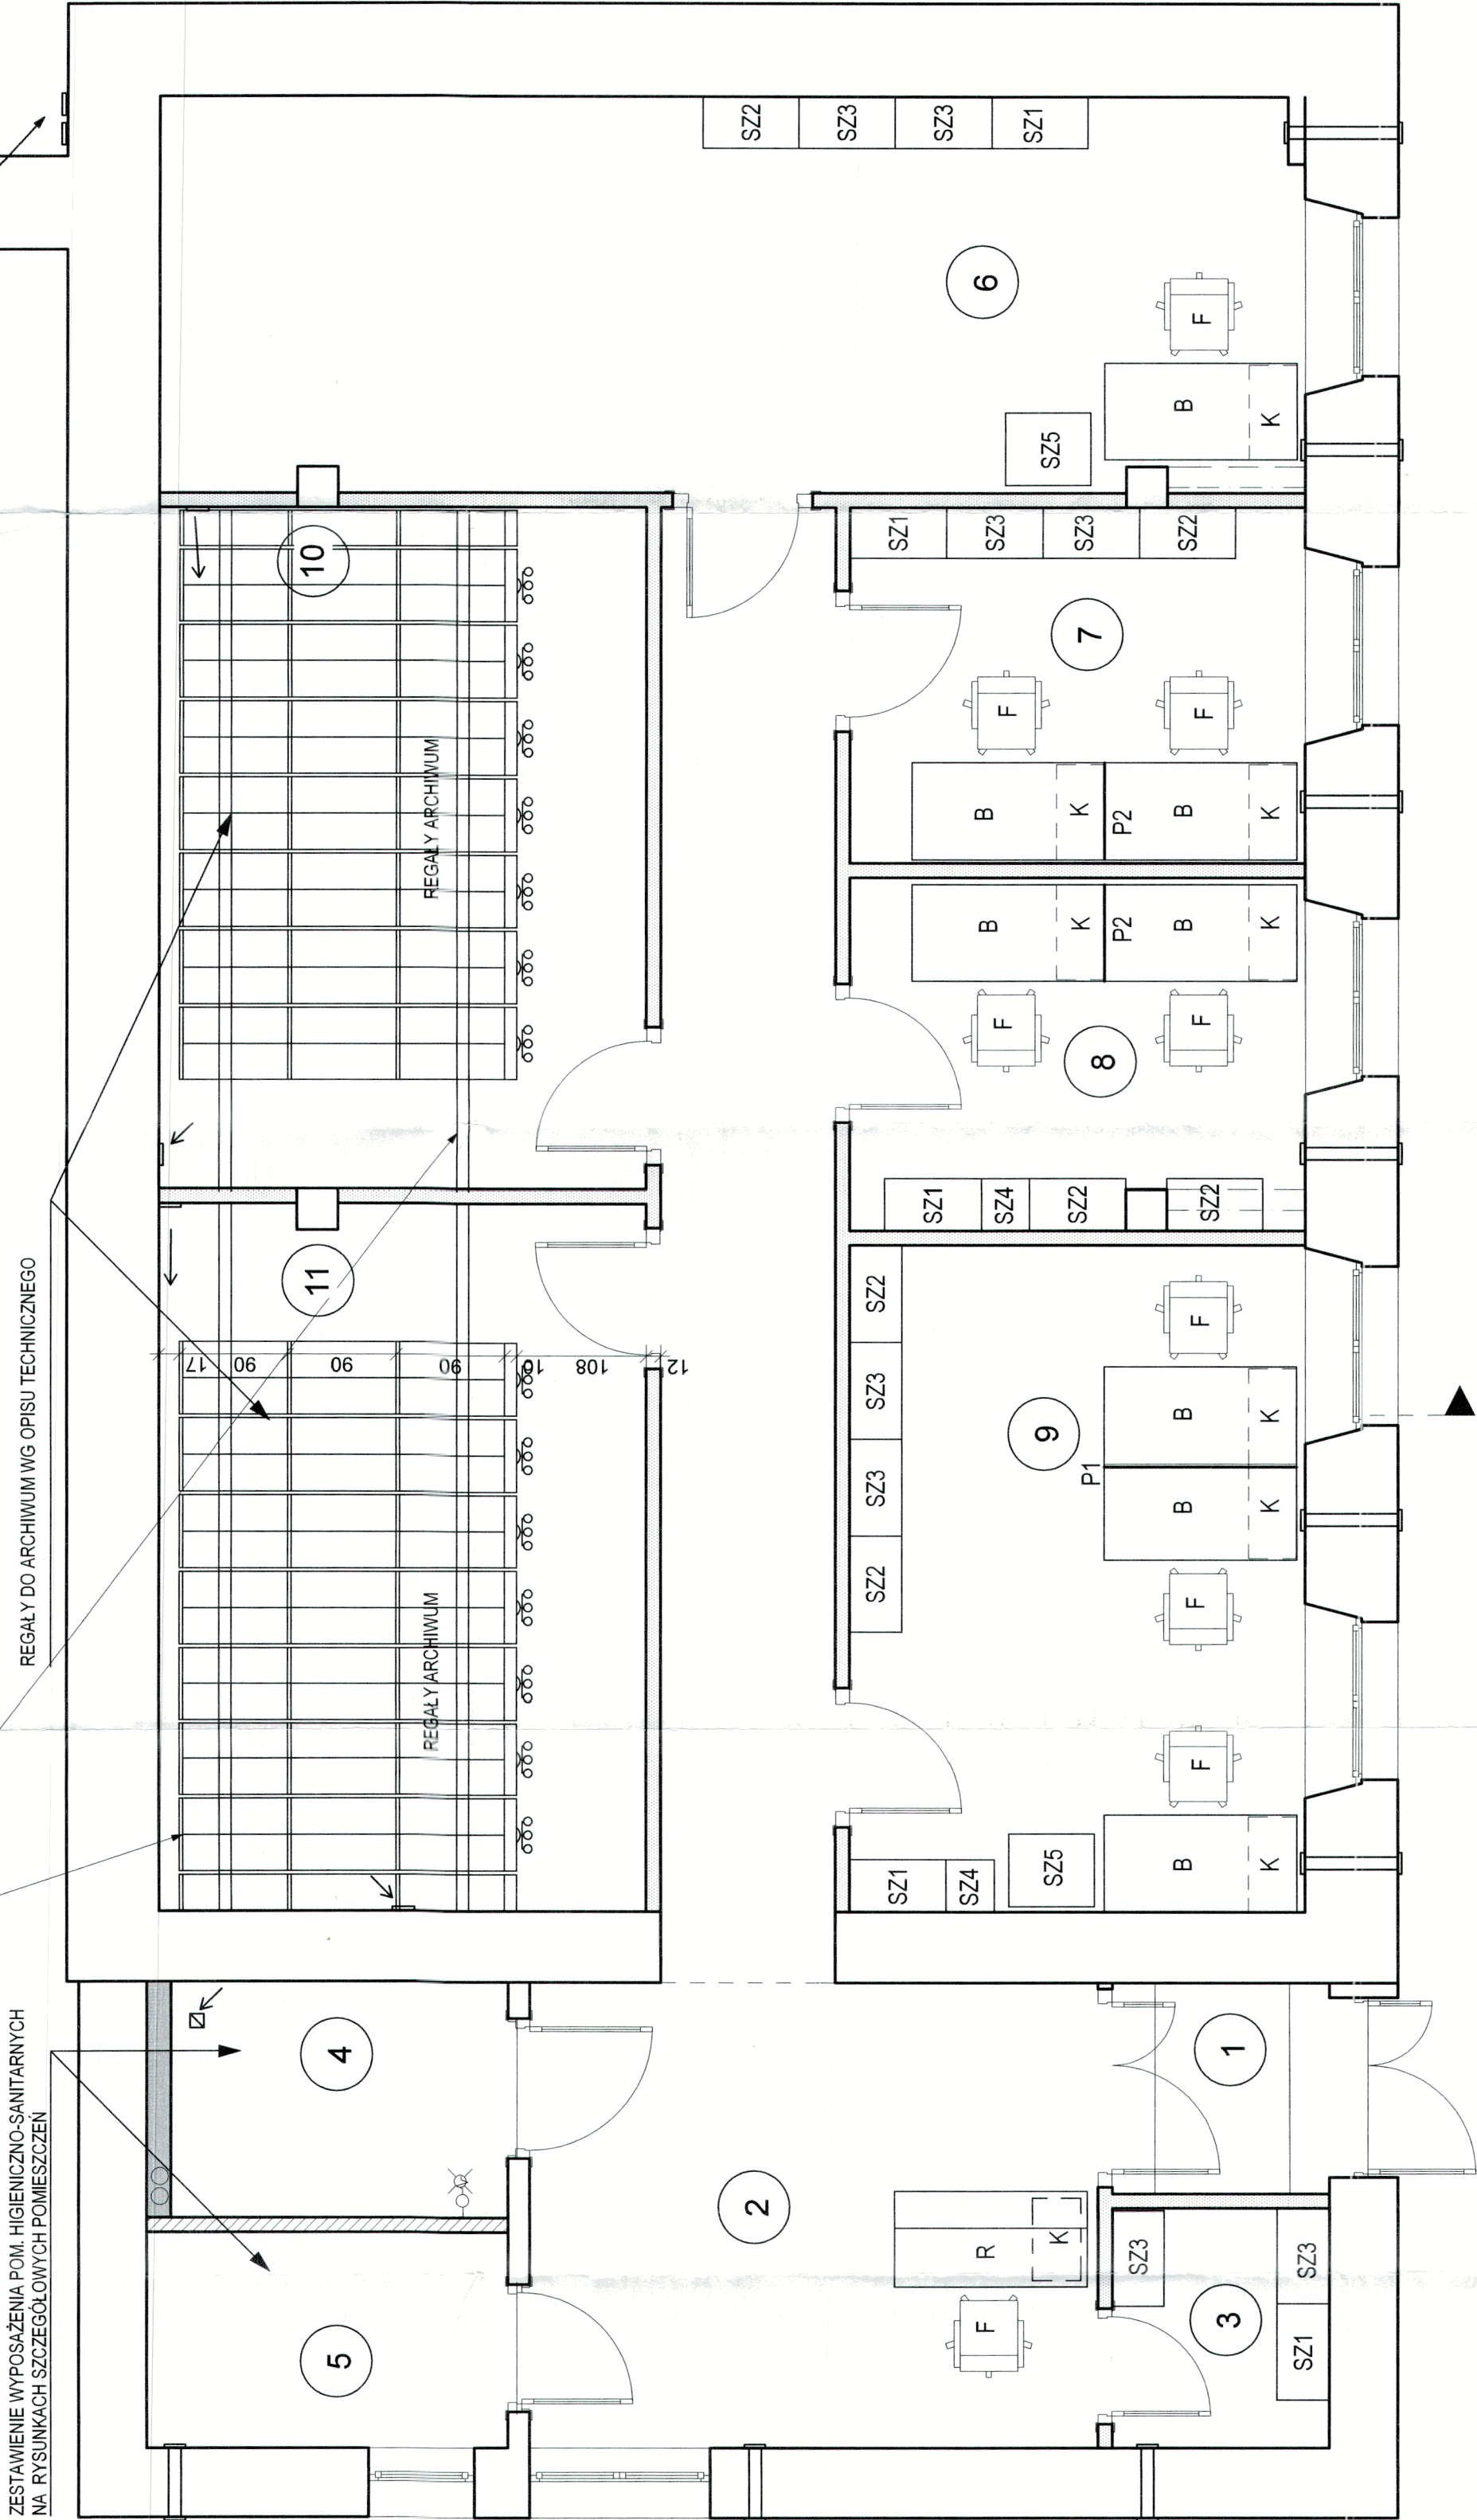 ZESTAWIENIE WYPOSAŻENIA POM. HIGIENICZNO-SANITARNYCH
NA RYSUNKACH SZCZEGÓŁOWYCH POMIESZCZEŃ
REGAŁY DO ARCHIWUM WG OPISU TECHNICZNEGO
5
4
11
17
90
90
90
10
108
12
REGAŁY ARCHIWUM
10
REGAŁY ARCHIWUM
2
F
R
K
3
SZ3
SZ1
SZ3
1
SZ1
SZ4
SZ5
B
K
F
SZ2
SZ3
SZ3
SZ2
9
P1
F
B
B
F
K
K
SZ1
SZ4
SZ2
SZ2
8
F
B
K
P2
F
B
K
B
F
K
P2
B
F
K
7
SZ1
SZ3
SZ3
SZ2
6
SZ5
B
K
F
SZ2
SZ3
SZ3
SZ1